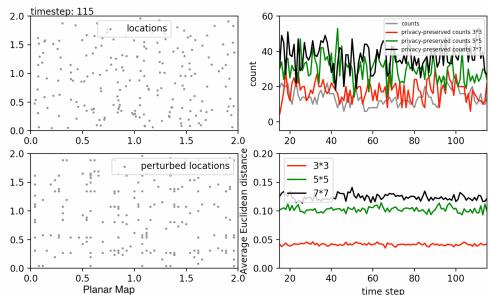 timestep: 115
2.0
1.5
1.0
0.5
0.0
locations
0.0 0.5 1.0 1.5 2.0
2.0
1.5
1.0
0.5
0.0
perturbed locations
0.0 0.5 1.0 1.5 2.0
Planar Map
count
60
40
20
0
counts
privacy-preserved counts 3*3
privacy-preserved counts 5*5
privacy-preserved counts 7*7
20 40 60 80 100
Average Euclidean distance
0.20
0.15
0.10
0.05
0.00
3*3
5*5
7*7
20 40 60 80 100
time step